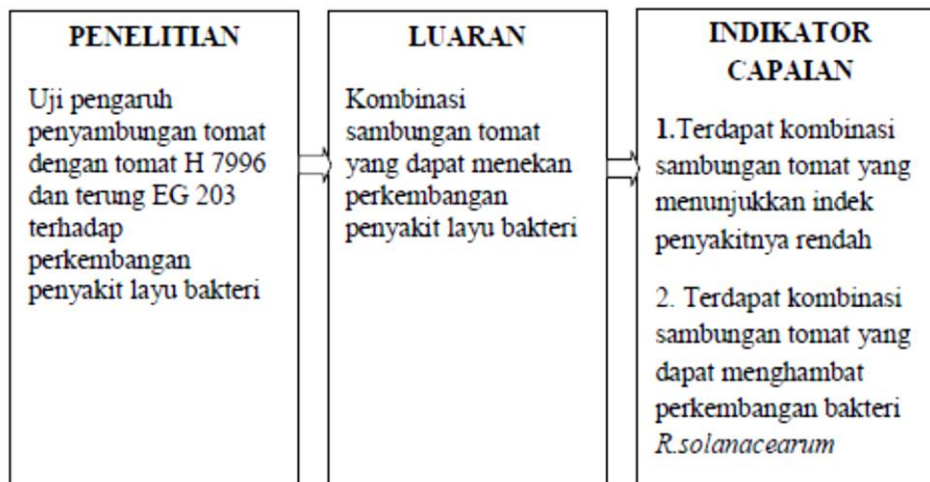 PENELITIAN
Uji pengaruh
penyambungan tomat
dengan tomat H 7996
dan terung EG 203
terhadap
perkembangan
penyakit layu bakteri
LUARAN
Kombinasi
sambungan tomat
yang dapat menekan
perkembangan
penyakit layu bakteri
INDIKATOR
CAPAIAN
1.Terdapat kombinasi
sambungan tomat yang
menunjukkan indek
penyakitnya rendah
2. Terdapat kombinasi
sambungan tomat yang
dapat menghambat
perkembangan bakteri
R.solanacearum